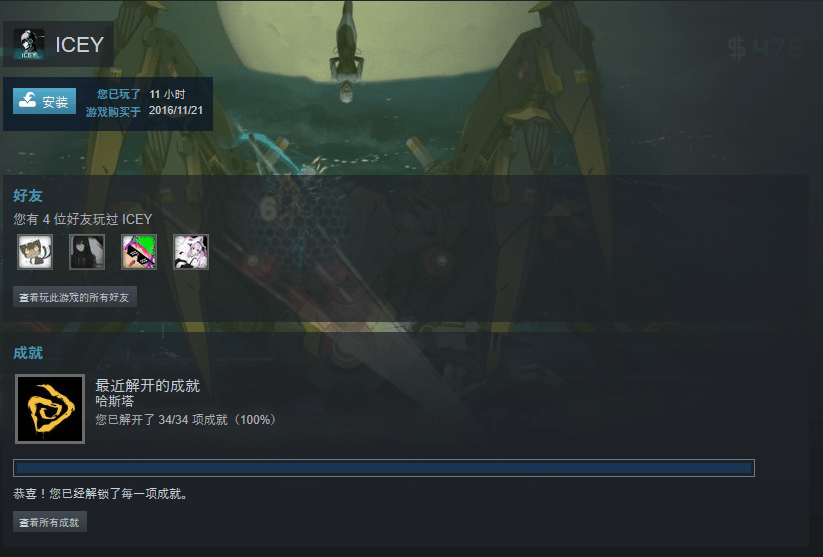 ICEY
$ 476
安装
您已玩了 11 小时
游戏购买于 2016/11/21
好友
您有 4 位好友玩过 ICEY
查看玩此游戏的所有好友
成就
最近解开的成就
哈斯塔
您已解开了 34/34 项成就（100%）
恭喜！您已经解锁了每一项成就。
查看所有成就